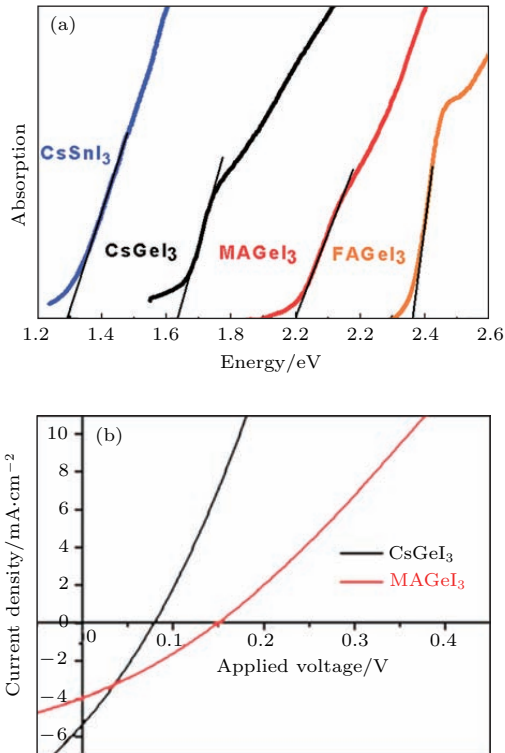 (a)
Absorption
CsSnI3
CsGeI3
MAGeI3
FAGeI3
1.2 1.4 1.6 1.8 2.2 2.2 2.4 2.6
Energy/eV
(b)
Current density/mA·cm−2
10
8
6
4
2
0
−2
−4
−6
CsGeI3
MAGeI3
0 0.1 0.2 0.3 0.4
Applied voltage/V